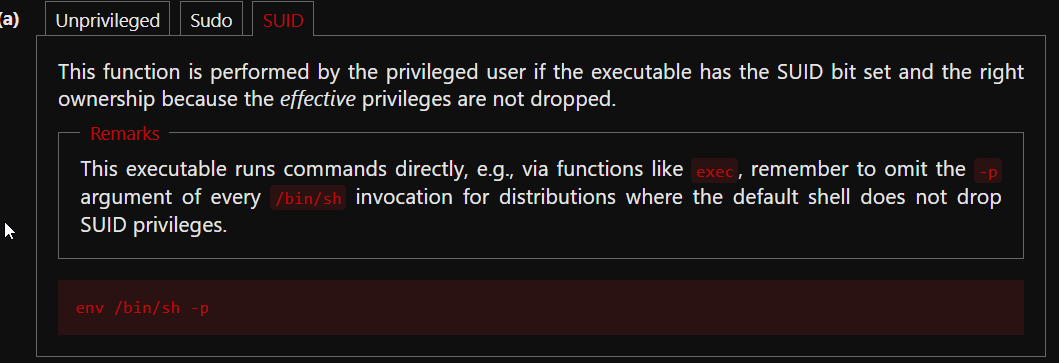 (a) Unprivileged Sudo SUID
This function is performed by the privileged user if the executable has the SUID bit set and the right
ownership because the effective privileges are not dropped.
Remarks
This executable runs commands directly, e.g., via functions like exec, remember to omit the -p
argument of every /bin/sh invocation for distributions where the default shell does not drop
SUID privileges.
env /bin/sh -p